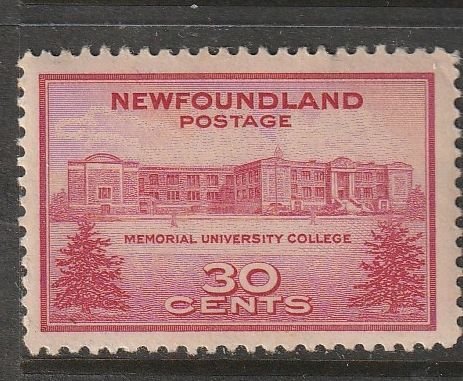 NEWFOUNDLAND
POSTAGE
MEMORIAL UNIVERSITY COLLEGE
30
CENTS